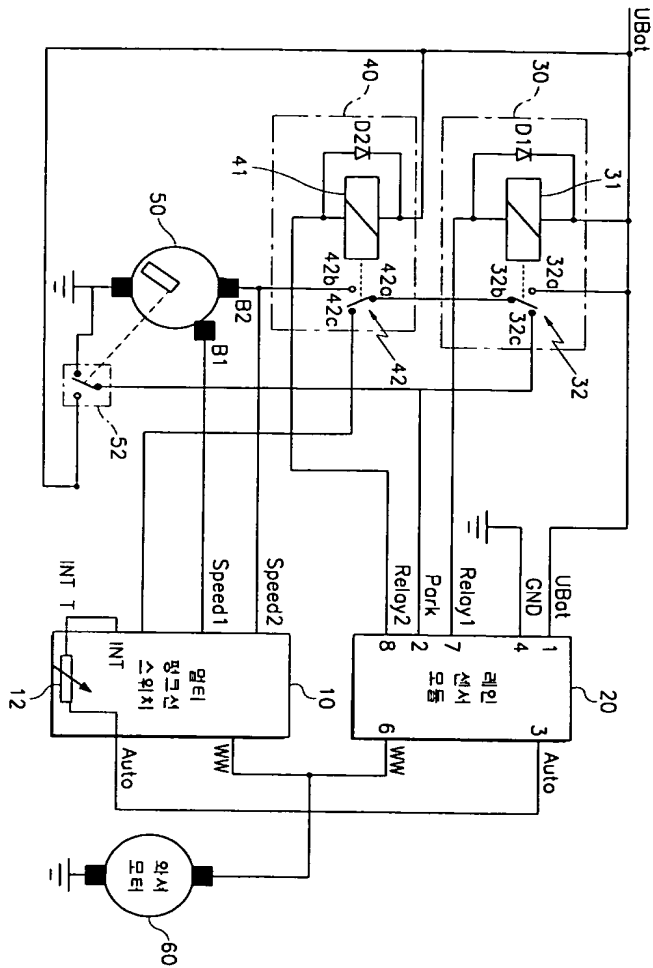 UBat
40
30
D2
D1
41
31
50
42b
42a
42c
32a
32b
32c
42
32
B2
B1
52
Speed2
Speed1
INT T
INT
12
멀티
펑크션
스위치
10
WW
Auto
Relay2
Park
Relay1
GND
UBat
8
2
7
4
1
레인
센서
모듈
20
6
3
WW
Auto
와셔
모터
60